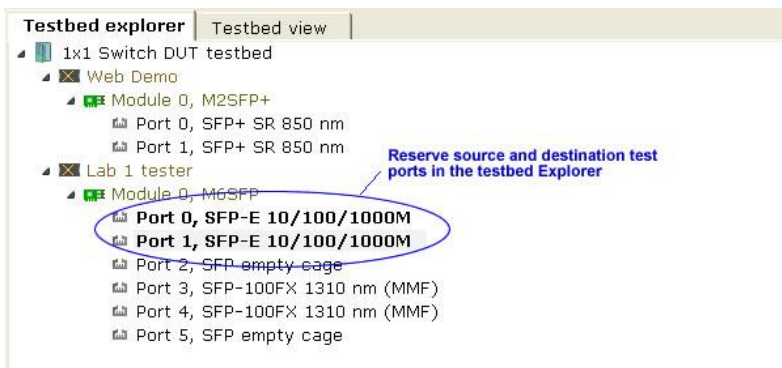 Testbed explorer
Testbed view
1x1 Switch DUT testbed
Web Demo
Module 0, M2SFP+
Port 0, SFP+ SR 850 nm
Port 1, SFP+ SR 850 nm
Reserve source and destination test
ports in the testbed Explorer
Lab 1 tester
Module 0, M6SFP
Port 0, SFP-E 10/100/1000M
Port 1, SFP-E 10/100/1000M
Port 2, SFP empty cage
Port 3, SFP-100FX 1310 nm (MMF)
Port 4, SFP-100FX 1310 nm (MMF)
Port 5, SFP empty cage